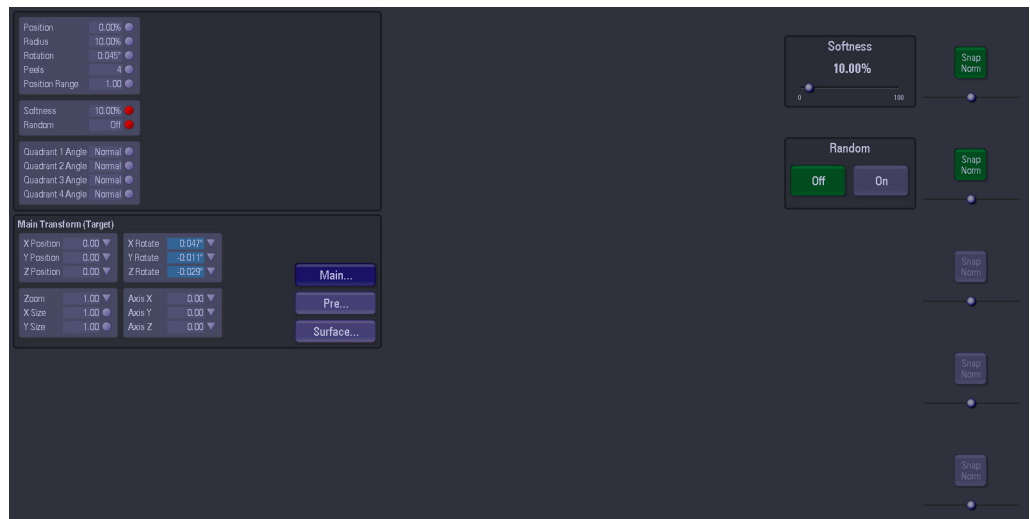 Position 0.00%
Radius 10.00%
Rotation 0:045°
Peels 4
Position Range 1.00
Softness 10.00%
Random Off
Quadrant 1 Angle Normal
Quadrant 2 Angle Normal
Quadrant 3 Angle Normal
Quadrant 4 Angle Normal
Main Transform (Target)
X Position 0.00 X Rotate 0:047°
Y Position 0.00 Y Rotate -0:011°
Z Position 0.00 Z Rotate -0:029°
Zoom 1.00 Axis X 0.00
X Size 1.00 Axis Y 0.00
Y Size 1.00 Axis Z 0.00
Main...
Pre...
Surface...
Softness
10.00%
0 100
Snap
Norm
Random
Off On
Snap
Norm
Snap
Norm
Snap
Norm
Snap
Norm